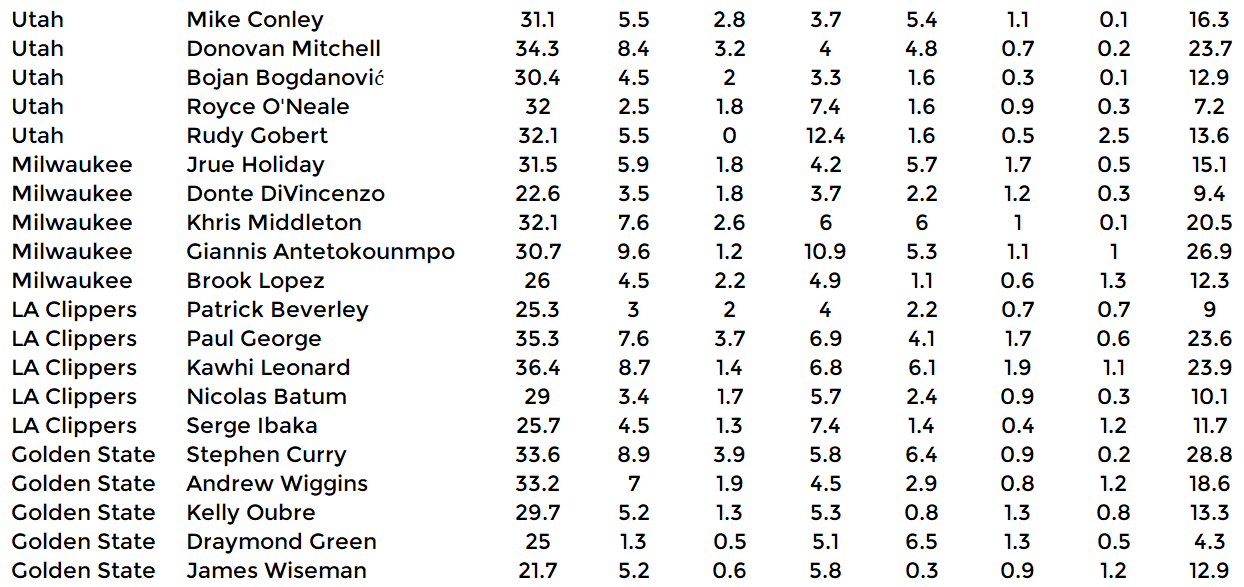 Utah Mike Conley 31.1 5.5 2.8 3.7 5.4 1.1 0.1 16.3
Utah Donovan Mitchell 34.3 8.4 3.2 4 4.8 0.7 0.2 23.7
Utah Bojan Bogdanović 30.4 4.5 2 3.3 1.6 0.3 0.1 12.9
Utah Royce O'Neale 32 2.5 1.8 7.4 1.6 0.9 0.3 7.2
Utah Rudy Gobert 32.1 5.5 0 12.4 1.6 0.5 2.5 13.6
Milwaukee Jrue Holiday 31.5 5.9 1.8 4.2 5.7 1.7 0.5 15.1
Milwaukee Donte DiVincenzo 22.6 3.5 1.8 3.7 2.2 1.2 0.3 9.4
Milwaukee Khris Middleton 32.1 7.6 2.6 6 6 1 0.1 20.5
Milwaukee Giannis Antetokounmpo 30.7 9.6 1.2 10.9 5.3 1.1 1 26.9
Milwaukee Brook Lopez 26 4.5 2.2 4.9 1.1 0.6 1.3 12.3
LA Clippers Patrick Beverley 25.3 3 2 4 2.2 0.7 0.7 9
LA Clippers Paul George 35.3 7.6 3.7 6.9 4.1 1.7 0.6 23.6
LA Clippers Kawhi Leonard 36.4 8.7 1.4 6.8 6.1 1.9 1.1 23.9
LA Clippers Nicolas Batum 29 3.4 1.7 5.7 2.4 0.9 0.3 10.1
LA Clippers Serge Ibaka 25.7 4.5 1.3 7.4 1.4 0.4 1.2 11.7
Golden State Stephen Curry 33.6 8.9 3.9 5.8 6.4 0.9 0.2 28.8
Golden State Andrew Wiggins 33.2 7 1.9 4.5 2.9 0.8 1.2 18.6
Golden State Kelly Oubre 29.7 5.2 1.3 5.3 0.8 1.3 0.8 13.3
Golden State Draymond Green 25 1.3 0.5 5.1 6.5 1.3 0.5 4.3
Golden State James Wiseman 21.7 5.2 0.6 5.8 0.3 0.9 1.2 12.9